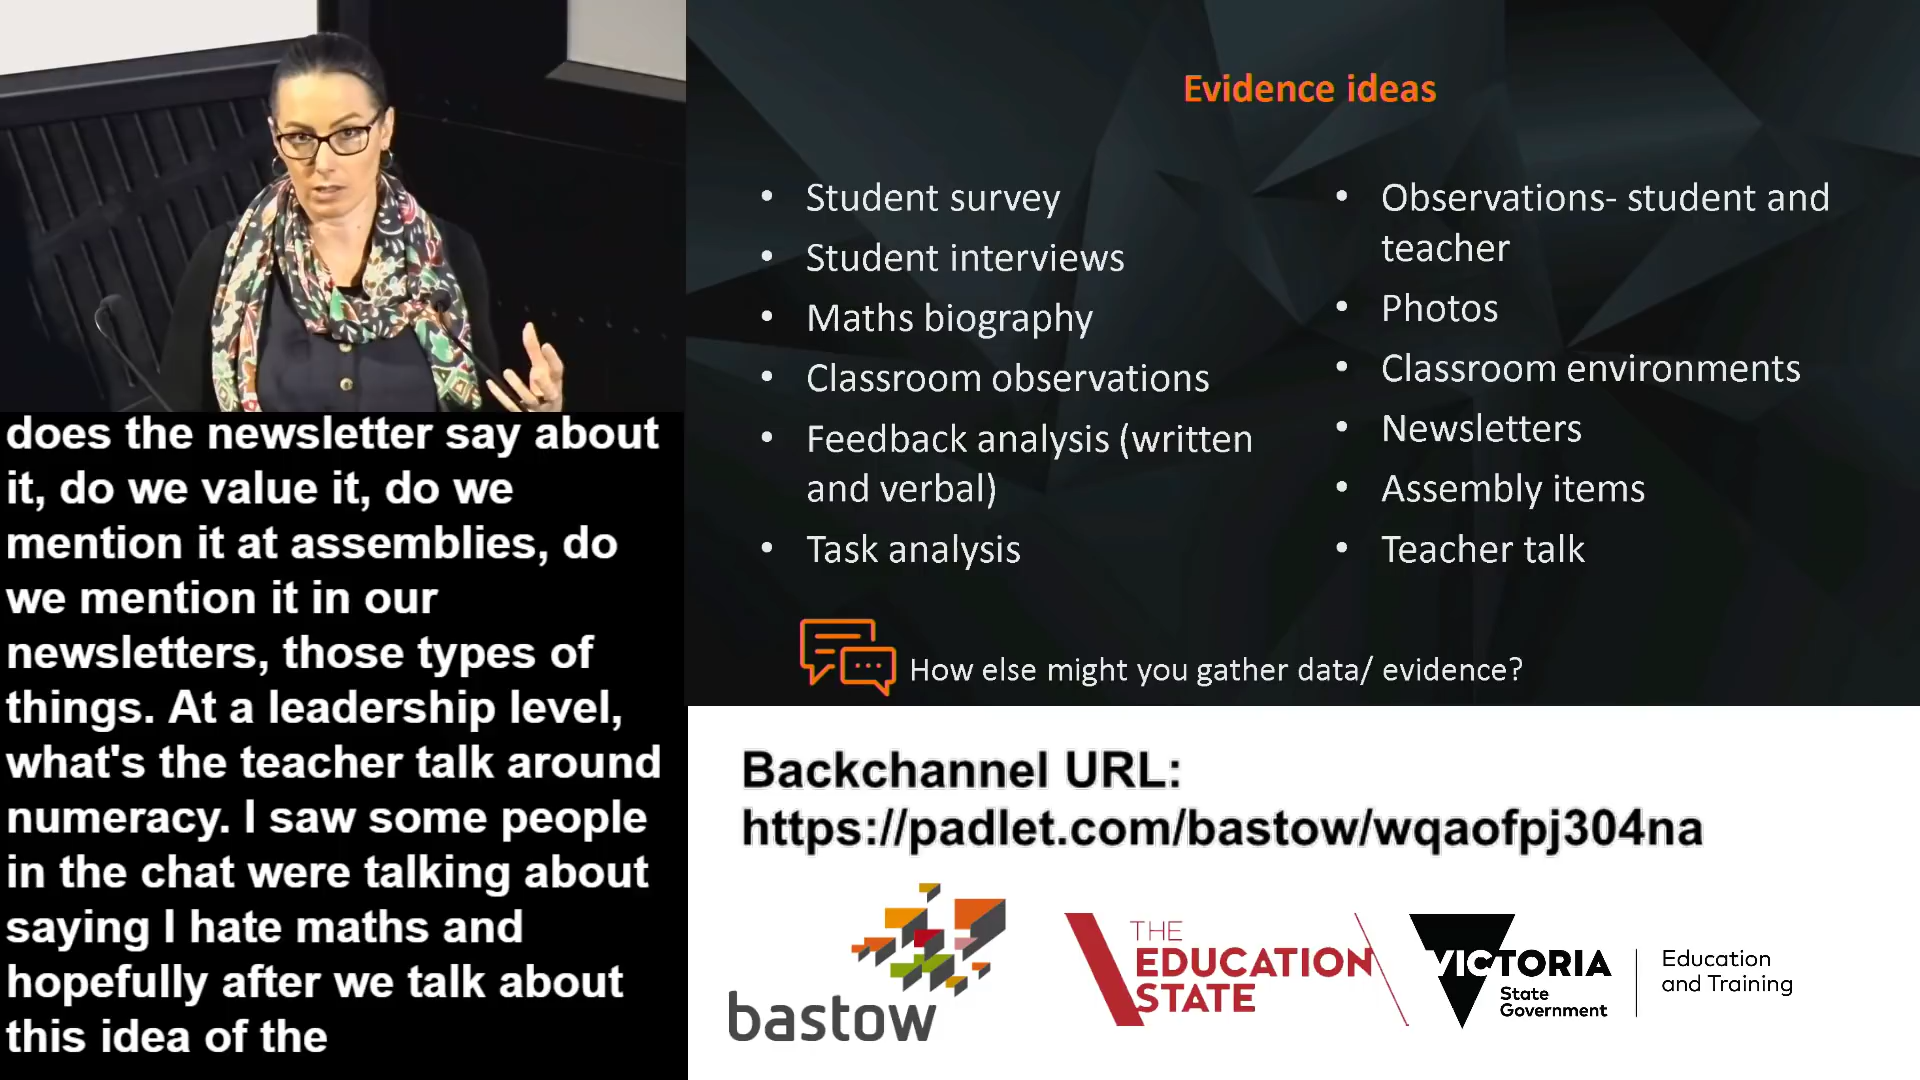 does the newsletter say about
it, do we value it, do we
mention it at assemblies, do
we mention it in our
newsletters, those types of
things. At a leadership level,
what's the teacher talk around
numeracy. I saw some people
in the chat were talking about
saying I hate maths and
hopefully after we talk about
this idea of the
Evidence ideas
• Student survey
• Student interviews
• Maths biography
• Classroom observations
• Feedback analysis (written
and verbal)
• Task analysis
• Observations- student and
teacher
• Photos
• Classroom environments
• Newsletters
• Assembly items
• Teacher talk
How else might you gather data/ evidence?
Backchannel URL:
https://padlet.com/bastow/wqaofpj304na
bastow
THE
EDUCATION
STATE
VICTORIA
State
Government
Education
and Training